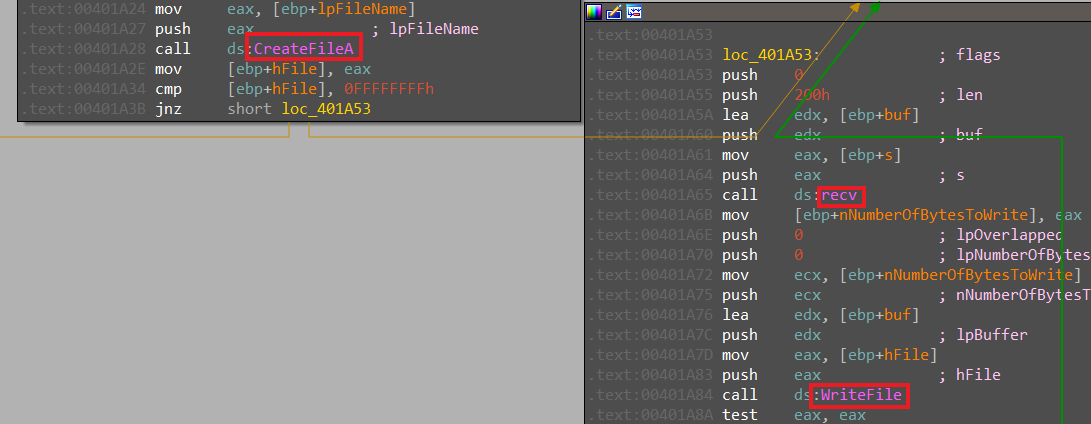 .text:00401A24 mov eax, [ebp+lpFileName]
.text:00401A27 push eax ; lpFileName
.text:00401A28 call ds:CreateFileA
.text:00401A2E mov [ebp+hFile], eax
.text:00401A34 cmp [ebp+hFile], 0FFFFFFFFh
.text:00401A3B jnz short loc_401A53
.text:00401A53
.text:00401A53 loc_401A53: ; flags
.text:00401A53 push 0
.text:00401A55 push 200h ; len
.text:00401A5A lea edx, [ebp+buf]
.text:00401A60 push edx ; buf
.text:00401A61 mov eax, [ebp+s]
.text:00401A64 push eax ; s
.text:00401A65 call ds:recv
.text:00401A6B mov [ebp+nNumberOfBytesToWrite], eax
.text:00401A6E push 0 ; lpOverlapped
.text:00401A70 push 0 ; lpNumberOfBytes
.text:00401A72 mov ecx, [ebp+nNumberOfBytesToWrite]
.text:00401A75 push ecx ; nNumberOfBytesT
.text:00401A76 lea edx, [ebp+buf]
.text:00401A7C push edx ; lpBuffer
.text:00401A7D mov eax, [ebp+hFile]
.text:00401A83 push eax ; hFile
.text:00401A84 call ds:WriteFile
.text:00401A8A test eax, eax